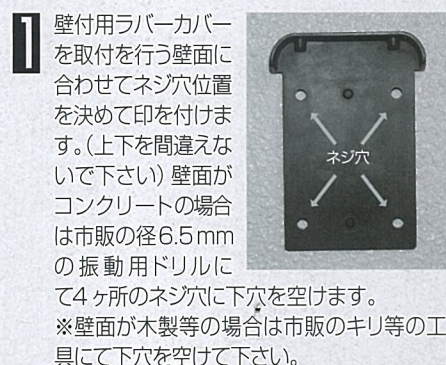 1
壁付用ラバーカバー
を取付を行う壁面に
合わせてネジ穴位置
を決めて印を付けま
す。(上下を間違えな
いで下さい)壁面が
コンクリートの場合
は市販の径6.5mm
の振動用ドリルに
て4ヶ所のネジ穴に下穴を空けます。
※壁面が木製等の場合は市販のキリ等の工
具にて下穴を空けて下さい。
ネジ穴